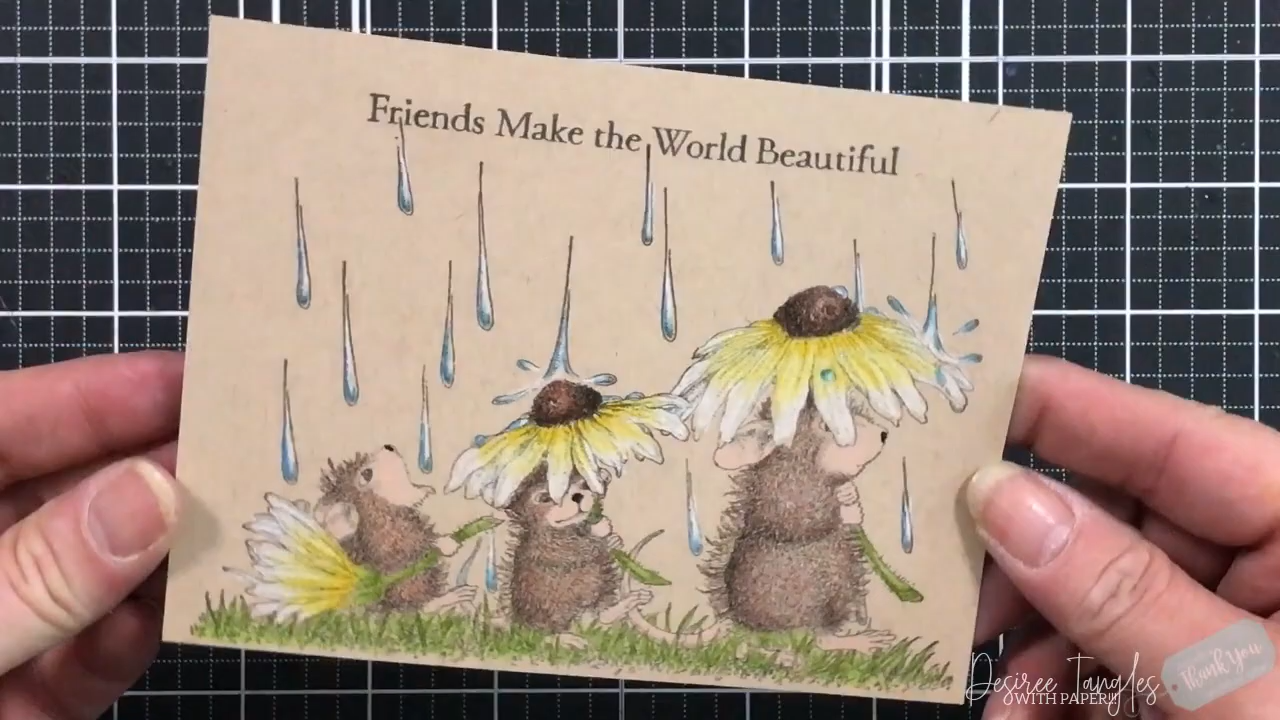 Friends Make the World Beautiful
Thank You
Desiree Tangles
WITH PAPER!!!